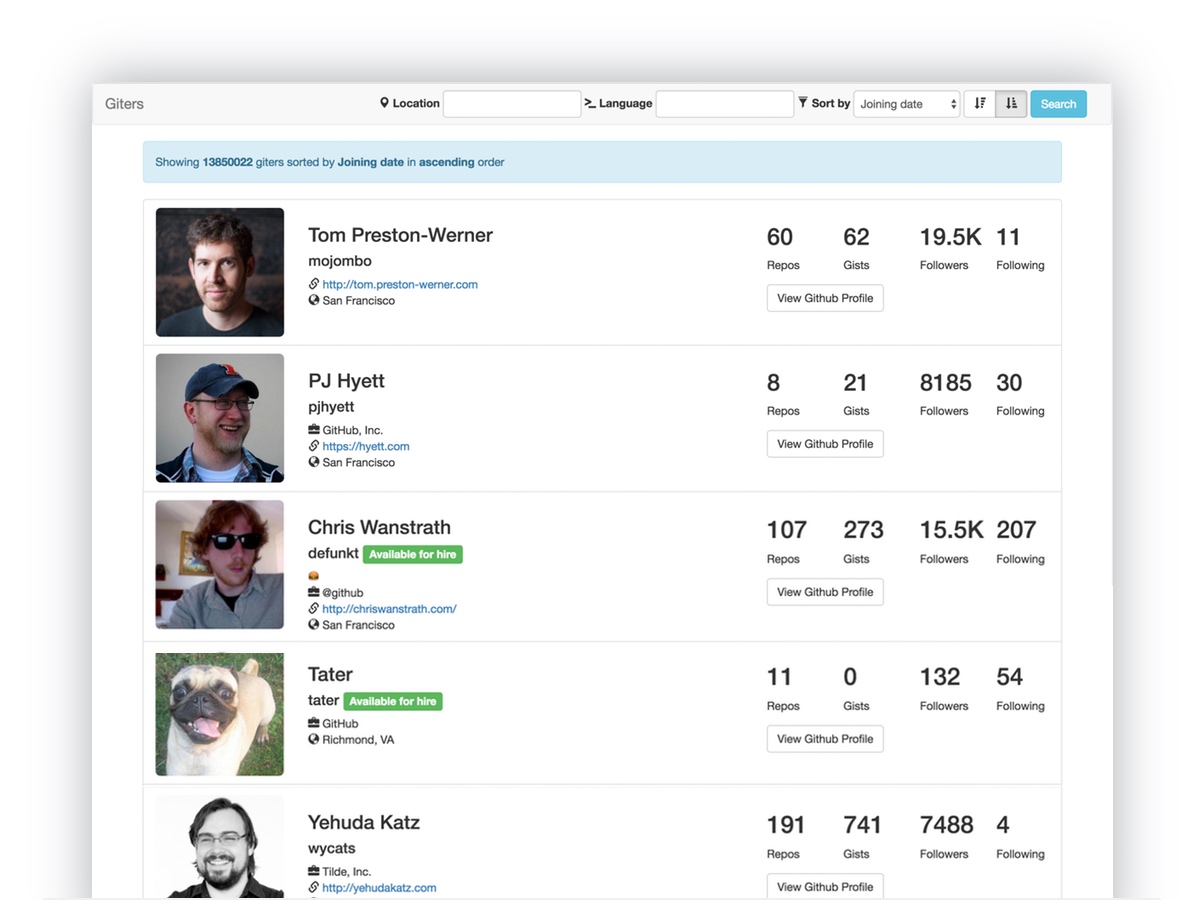 Giters Location Language Sort by Joining date Search
Showing 13850022 giters sorted by Joining date in ascending order
Tom Preston-Werner
mojombo
http://tom.preston-werner.com
San Francisco
60 62 19.5K 11
Repos Gists Followers Following
View Github Profile
PJ Hyett
pjhyett
GitHub, Inc.
https://hyett.com
San Francisco
8 21 8185 30
Repos Gists Followers Following
View Github Profile
Chris Wanstrath
defunkt Available for hire
@github
http://chriswanstrath.com/
San Francisco
107 273 15.5K 207
Repos Gists Followers Following
View Github Profile
Tater
tater Available for hire
GitHub
Richmond, VA
11 0 132 54
Repos Gists Followers Following
View Github Profile
Yehuda Katz
wycats
Tilde, Inc.
http://yehudakatz.com
191 741 7488 4
Repos Gists Followers Following
View Github Profile